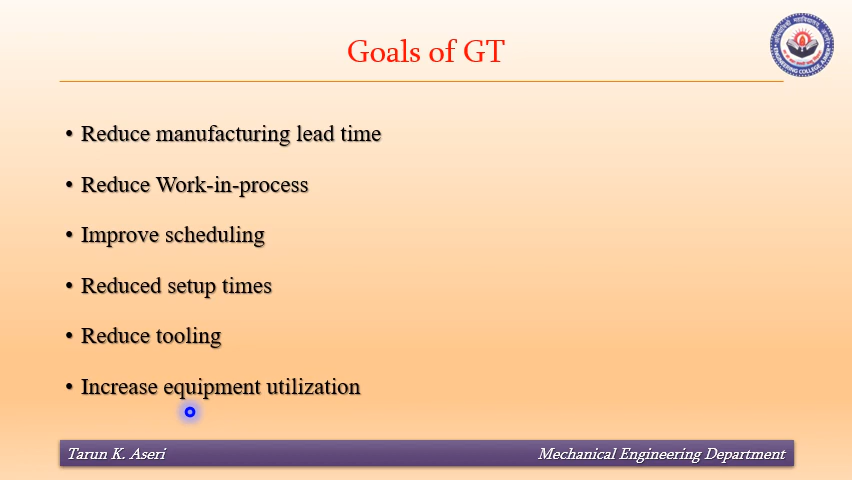 Goals of GT
• Reduce manufacturing lead time
• Reduce Work-in-process
• Improve scheduling
• Reduced setup times
• Reduce tooling
• Increase equipment utilization
Tarun K. Aseri
Mechanical Engineering Department